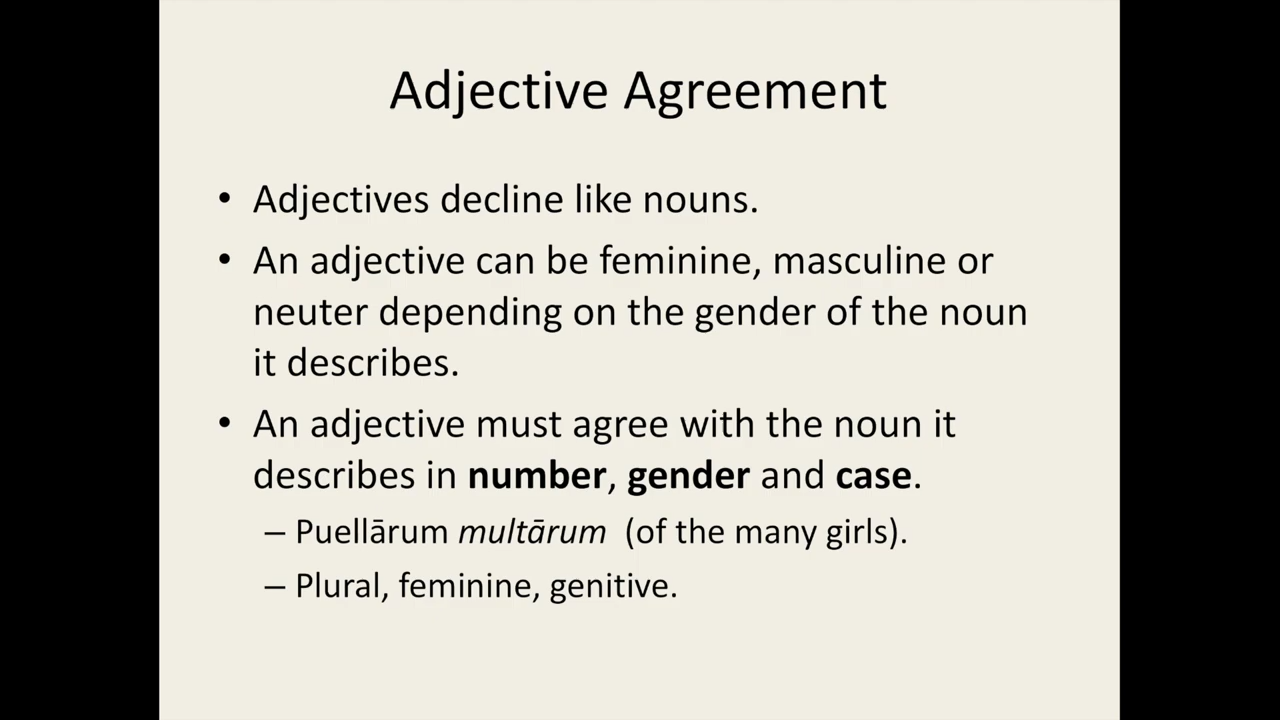 Adjective Agreement
• Adjectives decline like nouns.
• An adjective can be feminine, masculine or
neuter depending on the gender of the noun
it describes.
• An adjective must agree with the noun it
describes in number, gender and case.
– Puellārum multārum (of the many girls).
– Plural, feminine, genitive.